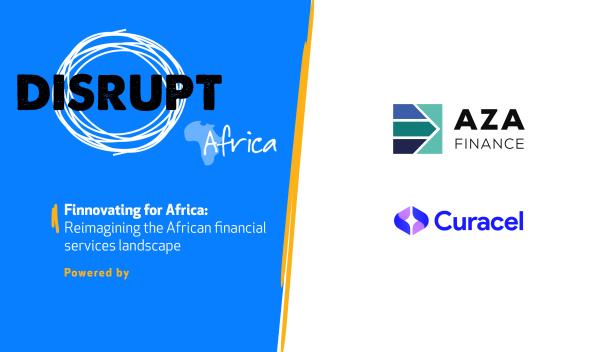 DISRUPT
Africa
Finnovating for Africa:
Reimagining the African financial
services landscape
Powered by
AZA
FINANCE
Curacel